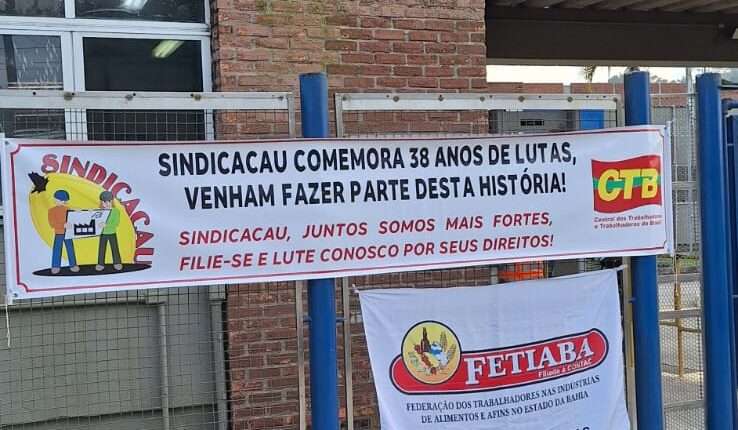 SINDICACAU
SINDICACAU COMEMORA 38 ANOS DE LUTAS,
VENHAM FAZER PARTE DESTA HISTÓRIA!
SINDICACAU, JUNTOS SOMOS MAIS FORTES,
FILIE-SE E LUTE CONOSCO POR SEUS DIREITOS!
CTB
Central dos Trabalhadores
e Trabalhadoras do Brasil
FETIABA
Filiada à CONTAC
FEDERAÇÃO DOS TRABALHADORES NAS INDUSTRIAS
DE ALIMENTOS E AFINS NO ESTADO DA BAHIA